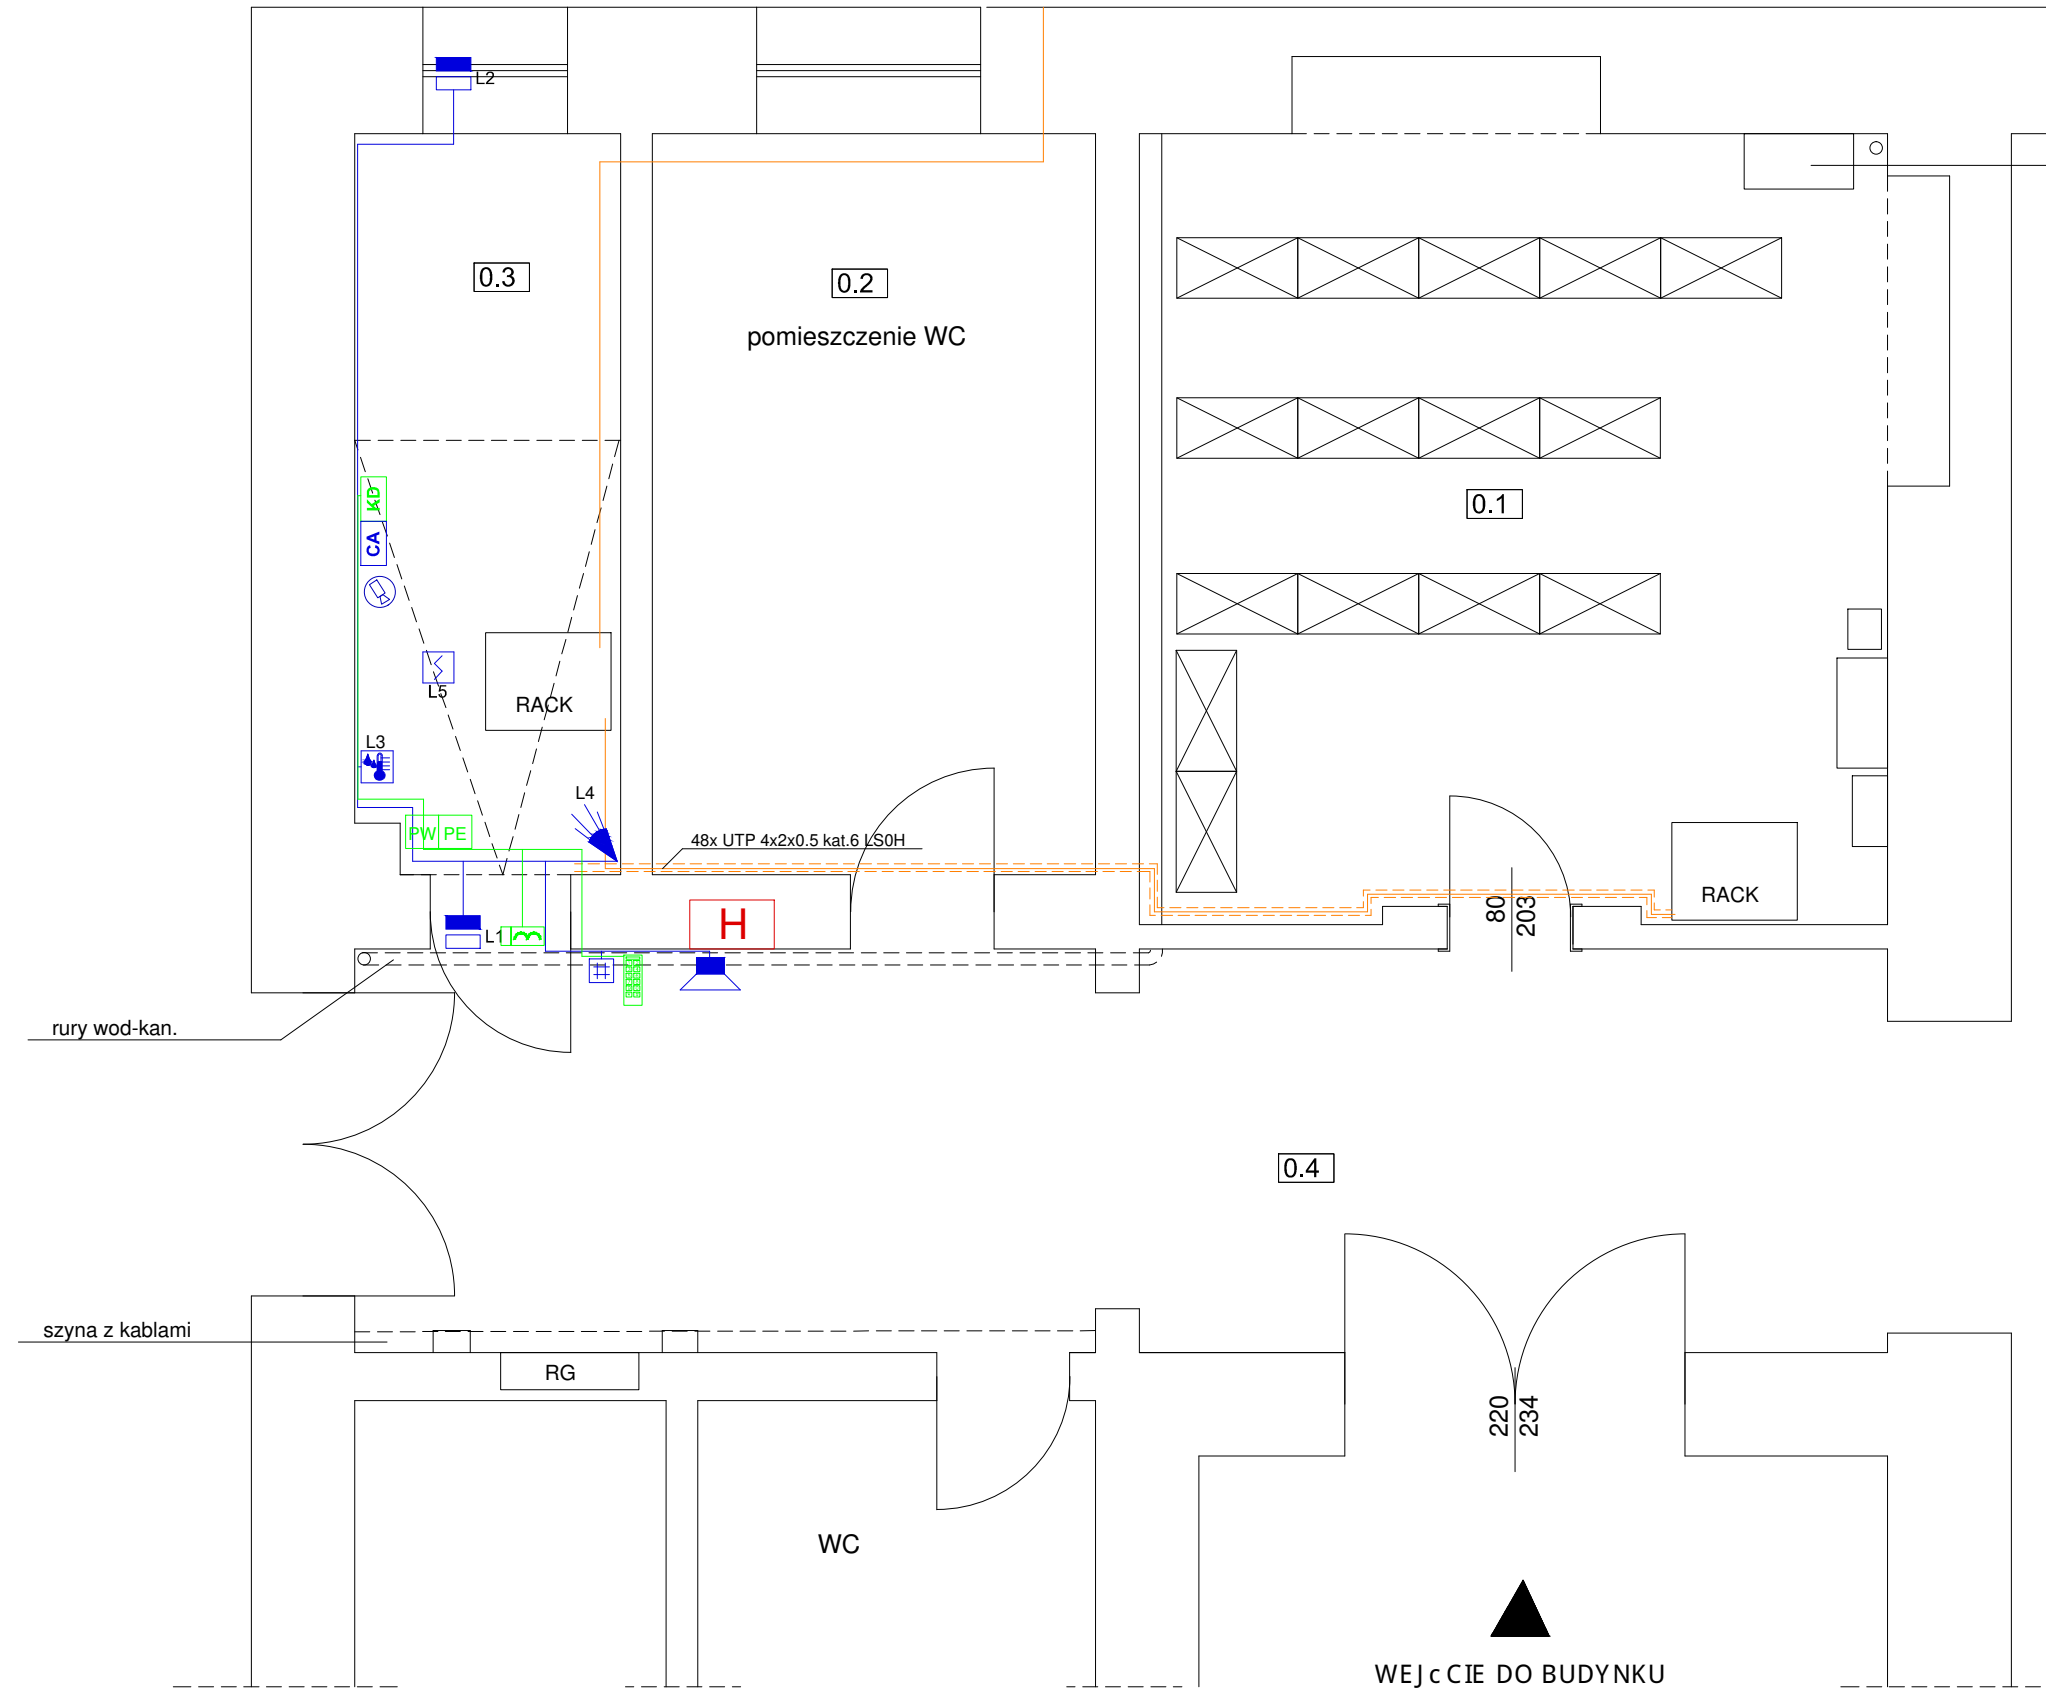 L2
0.3
0.2
pomieszczenie WC
0.1
KD
CA
L5
RACK
L3
L4
PW PE
48x UTP 4x2x0.5 kat.6 LS0H
RACK
80
203
H
L1
rury wod-kan.
0.4
szyna z kablami
RG
220
234
WC
WEJcCIE DO BUDYNKU